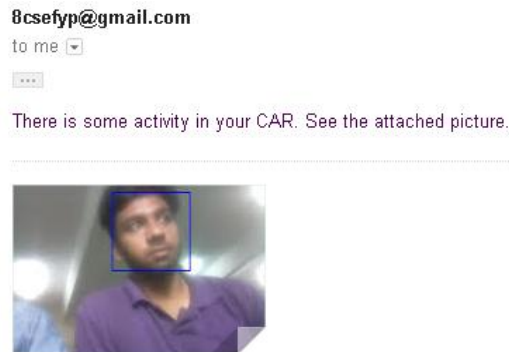 8csefyp@gmail.com
to me
...
There is some activity in your CAR. See the attached picture.